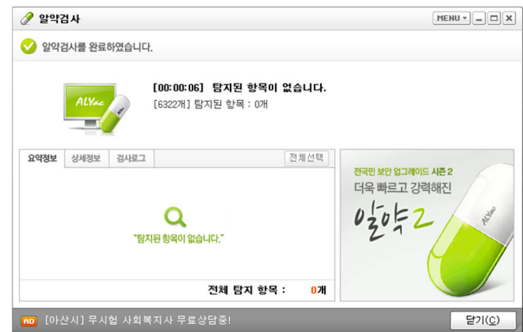 알약검사
MENU
알약검사를 완료하였습니다.
ALYac
[00:00:06] 탐지된 항목이 없습니다.
[6322개] 탐지된 항목 : 0개
요약정보 상세정보 검사로그 전체선택
"탐지된 항목이 없습니다."
전체 탐지 항목 : 0개
전국민 보안 업그레이드 시즌 2
더욱 빠르고 강력해진
알약2
ALYac
AD [아산시] 무시험 사회복지사 무료상담중!
닫기(C)